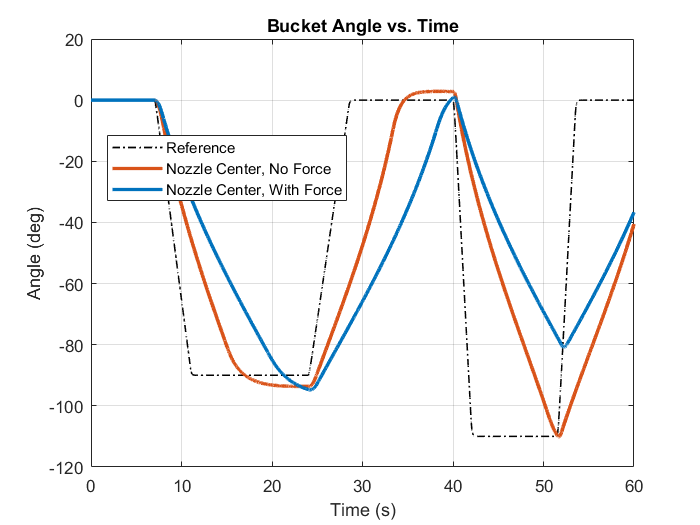 Bucket Angle vs. Time
20
0
-20
-40
-60
-80
-100
-120
Angle (deg)
Reference
Nozzle Center, No Force
Nozzle Center, With Force
0 10 20 30 40 50 60
Time (s)